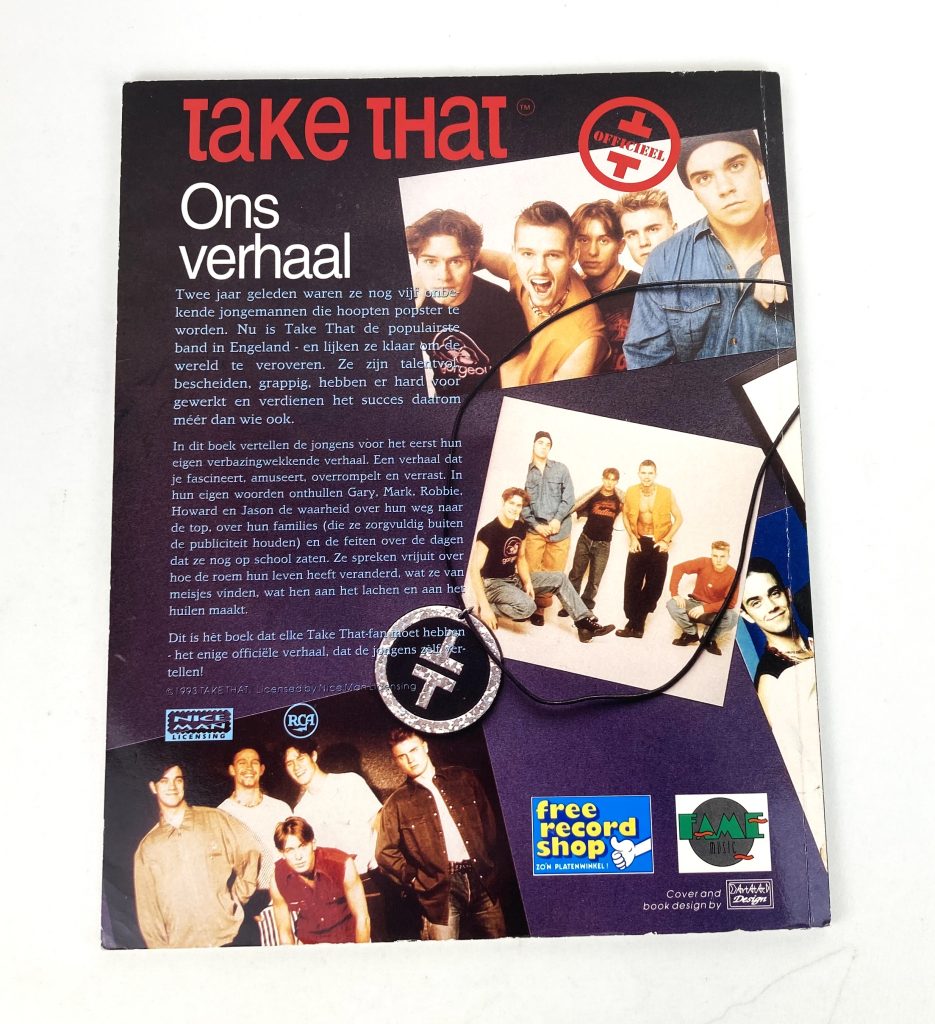 TAKE THAT TM
OFFICIEEL
Ons
verhaal
Twee jaar geleden waren ze nog vijf onbe-
kende jongemannen die hoopten popster te
worden. Nu is Take That de populairste
band in Engeland - en lijken ze klaar om de
wereld te veroveren. Ze zijn talentvol,
bescheiden, grappig, hebben er hard voor
gewerkt en verdienen het succes daarom
méér dan wie ook.
In dit boek vertellen de jongens voor het eerst hun
eigen verbazingwekkende verhaal. Een verhaal dat
je fascineert, amuseert, overrompelt en verrast. In
hun eigen woorden onthullen Gary, Mark, Robbie,
Howard en Jason de waarheid over hun weg naar
de top, over hun families (die ze zorgvuldig buiten
de publiciteit houden) en de feiten over de dagen
dat ze nog op school zaten. Ze spreken vrijuit over
hoe de roem hun leven heeft veranderd, wat ze van
meisjes vinden, wat hen aan het lachen en aan het
huilen maakt.
Dit is hét boek dat elke Take That-fan moet hebben
- het enige officiële verhaal, dat de jongens zélf ver-
tellen!
© 1993 TAKE THAT. Licensed by Nice Man Licensing
NICE
MAN
LICENSING
RCA
free
record
shop
ZO'N PLATENWINKEL!
FAME
MUSIC
Cover and
book design by
Design